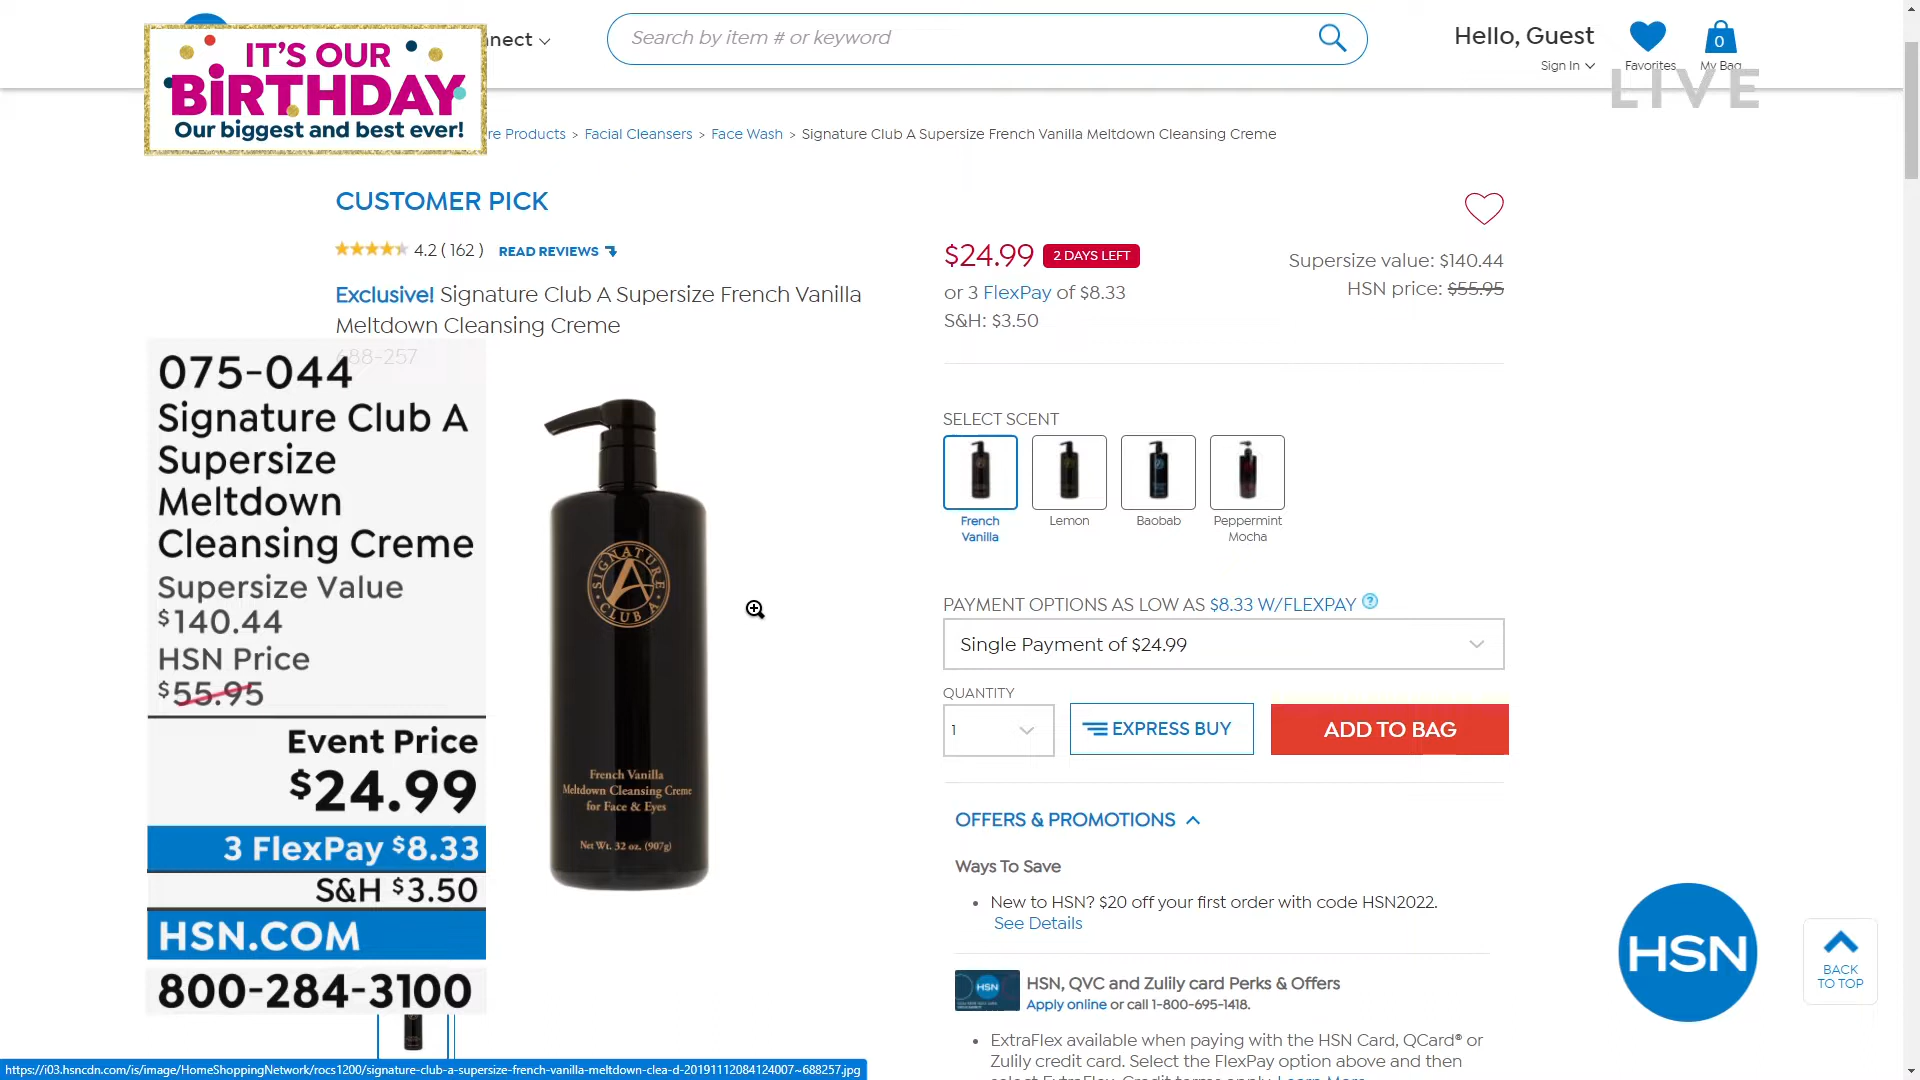 IT'S OUR
BiRTHDAY
Our biggest and best ever!
nnect
Search by item # or keyword
Hello, Guest
Sign In
Favorites
0
My Bag
LIVE
re Products > Facial Cleansers > Face Wash > Signature Club A Supersize French Vanilla Meltdown Cleansing Creme
CUSTOMER PICK
4.2 ( 162 ) READ REVIEWS
Exclusive! Signature Club A Supersize French Vanilla
Meltdown Cleansing Creme
688-257
075-044
Signature Club A
Supersize
Meltdown
Cleansing Creme
Supersize Value
$140.44
HSN Price
$55.95
Event Price
$24.99
3 FlexPay $8.33
S&H $3.50
HSN.COM
800-284-3100
SIGNATURE
A
CLUB A
French Vanilla
Meltdown Cleansing Creme
for Face & Eyes
Net Wt. 32 oz. (907g)
$24.99 2 DAYS LEFT
or 3 FlexPay of $8.33
S&H: $3.50
Supersize value: $140.44
HSN price: $55.95
SELECT SCENT
French
Vanilla
Lemon
Baobab
Peppermint
Mocha
PAYMENT OPTIONS AS LOW AS $8.33 W/FLEXPAY ?
Single Payment of $24.99
QUANTITY
1
EXPRESS BUY
ADD TO BAG
OFFERS & PROMOTIONS
Ways To Save
• New to HSN? $20 off your first order with code HSN2022.
See Details
HSN
HSN, QVC and Zulily card Perks & Offers
Apply online or call 1-800-695-1418.
• ExtraFlex available when paying with the HSN Card, QCard® or
Zulily credit card. Select the FlexPay option above and then
select ExtraFlex. Credit terms apply. Learn More
HSN
BACK
TO TOP
https://i03.hsncdn.com/is/image/HomeShoppingNetwork/rocs1200/signature-club-a-supersize-french-vanilla-meltdown-clea-d-20191112084124007~688257.jpg